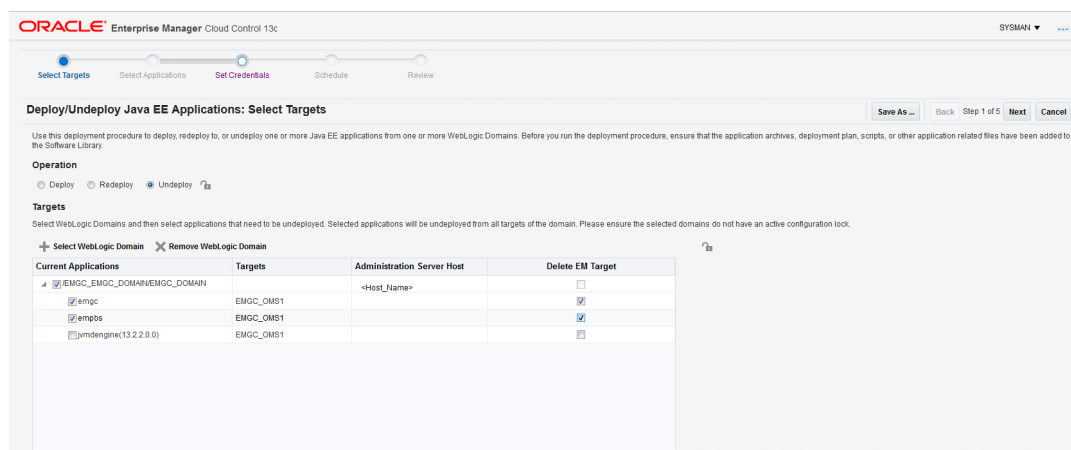 ORACLE® Enterprise Manager Cloud Control 13c
SYSMAN
Select Targets Select Applications Set Credentials Schedule Review
Deploy/Undeploy Java EE Applications: Select Targets
Save As ... Back Step 1 of 5 Next Cancel
Use this deployment procedure to deploy, redeploy to, or undeploy one or more Java EE applications from one or more WebLogic Domains. Before you run the deployment procedure, ensure that the application archives, deployment plan, scripts, or other application related files have been added to
the Software Library.
Operation
Deploy Redeploy Undeploy
Targets
Select WebLogic Domains and then select applications that need to be undeployed. Selected applications will be undeployed from all targets of the domain. Please ensure the selected domains do not have an active configuration lock.
Select WebLogic Domain Remove WebLogic Domain
Current Applications Targets Administration Server Host Delete EM Target
/EMGC_EMGC_DOMAIN/EMGC_DOMAIN <Host_Name>
emgc EMGC_OMS1
empbs EMGC_OMS1
jvmdengine(13.2.2.0.0) EMGC_OMS1